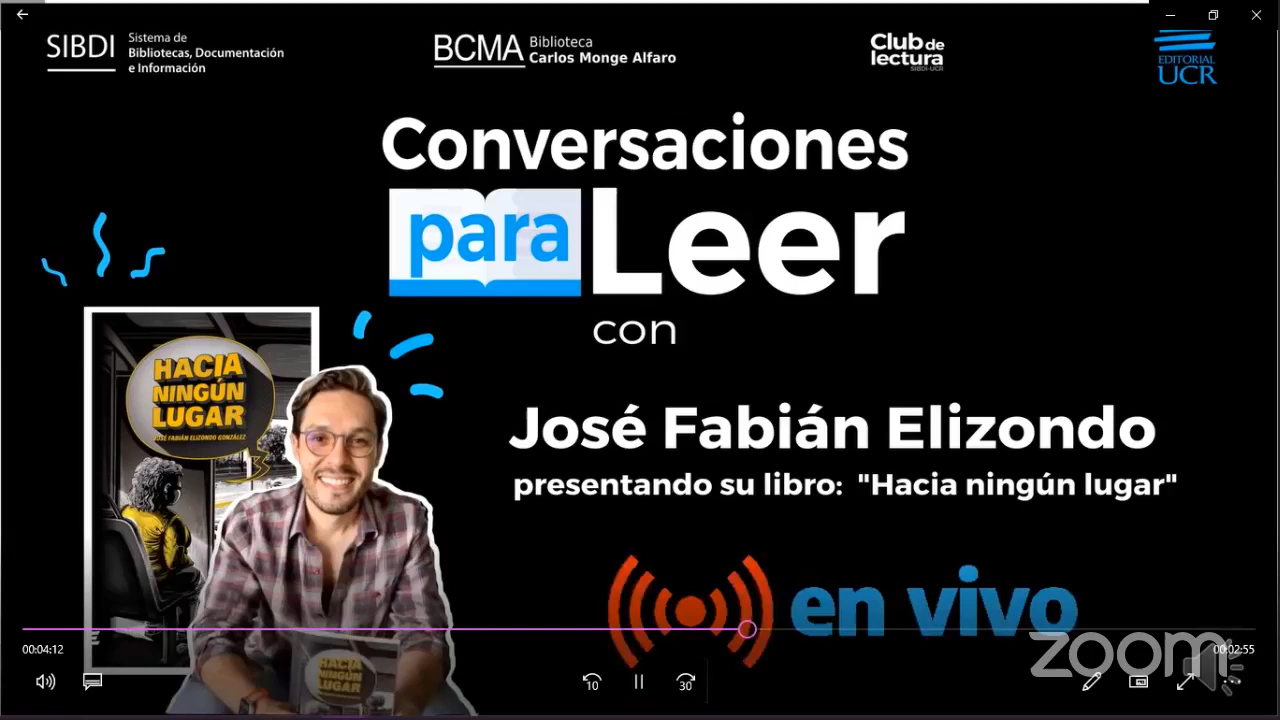 SIBDI
Sistema de
Bibliotecas, Documentación
e Información
BCMA
Biblioteca
Carlos Monge Alfaro
Club de
lectura
SIBDI-UCR
EDITORIAL
UCR
Conversaciones
para Leer
con
HACIA
NINGÚN
LUGAR
JOSÉ FABIÁN ELIZONDO GONZÁLEZ
José Fabián Elizondo
presentando su libro: "Hacia ningún lugar"
en vivo
HACIA
NINGÚN
LUGAR
zoom
00:04:12
00:02:55
10
30